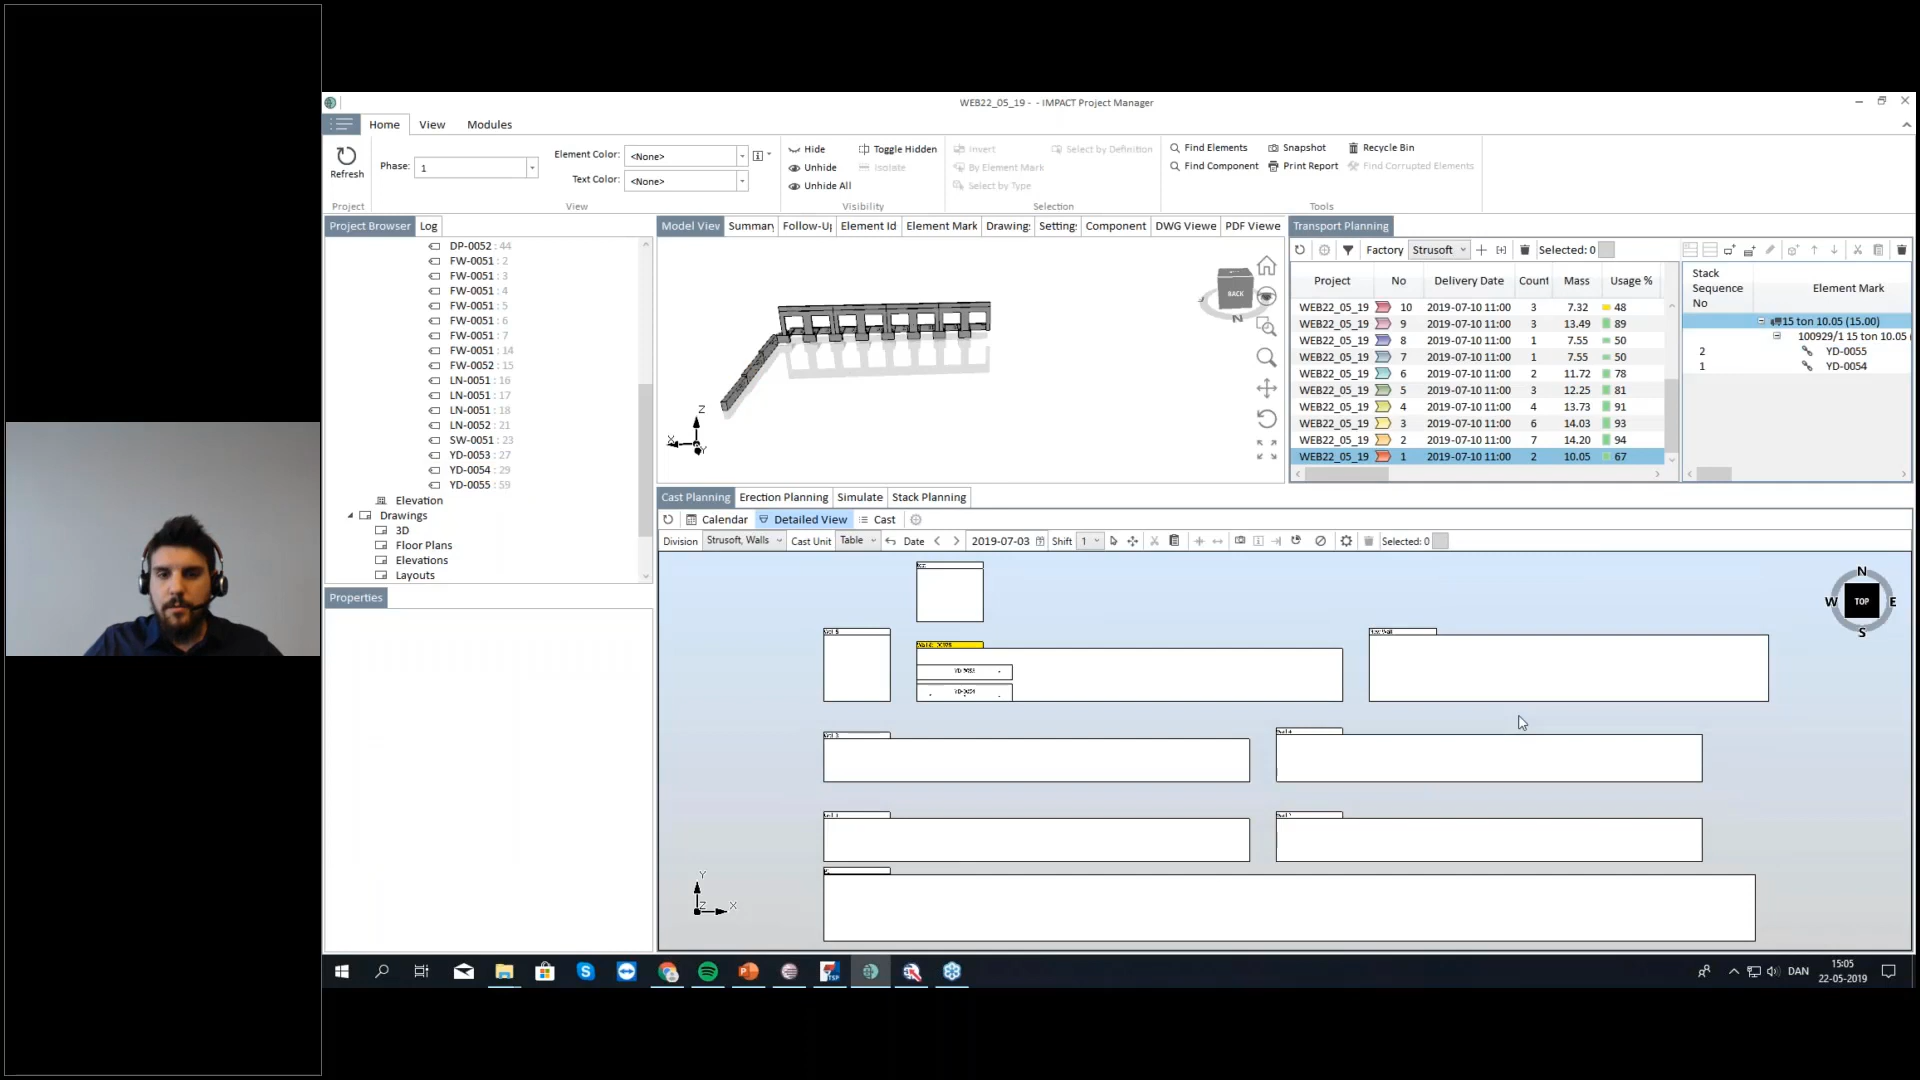 WEB22_05_19 - - IMPACT Project Manager
Home View Modules
Refresh
Project
Phase: 1
Element Color: <None>
Text Color: <None>
View
Hide Toggle Hidden
Unhide Isolate
Unhide All
Visibility
Invert Select by Definition
By Element Mark
Select by Type
Selection
Find Elements Snapshot Recycle Bin
Find Component Print Report Find Corrupted Elements
Tools
Project Browser Log
DP-0052 : 44
FW-0051 : 2
FW-0051 : 3
FW-0051 : 4
FW-0051 : 5
FW-0051 : 6
FW-0051 : 7
FW-0051 : 14
FW-0052 : 15
LN-0051 : 16
LN-0051 : 17
LN-0051 : 18
LN-0052 : 21
SW-0051 : 23
YD-0053 : 27
YD-0054 : 29
YD-0055 : 59
Elevation
Drawings
3D
Floor Plans
Elevations
Layouts
Properties
Model View Summary Follow-Up Element Id Element Mark Drawing: Setting: Component DWG Viewe PDF Viewe
BACK
N
Z
X
Y
Transport Planning
Factory Strusoft Selected: 0
Project No Delivery Date Count Mass Usage %
WEB22_05_19 10 2019-07-10 11:00 3 7.32 48
WEB22_05_19 9 2019-07-10 11:00 3 13.49 89
WEB22_05_19 8 2019-07-10 11:00 1 7.55 50
WEB22_05_19 7 2019-07-10 11:00 1 7.55 50
WEB22_05_19 6 2019-07-10 11:00 2 11.72 78
WEB22_05_19 5 2019-07-10 11:00 3 12.25 81
WEB22_05_19 4 2019-07-10 11:00 4 13.73 91
WEB22_05_19 3 2019-07-10 11:00 6 14.03 93
WEB22_05_19 2 2019-07-10 11:00 7 14.20 94
WEB22_05_19 1 2019-07-10 11:00 2 10.05 67
Stack
Sequence
No
Element Mark
15 ton 10.05 (15.00)
100929/1 15 ton 10.05
2 YD-0055
1 YD-0054
Cast Planning Erection Planning Simulate Stack Planning
Calendar Detailed View Cast
Division Strusoft, Walls Cast Unit Table Date 2019-07-03 Shift 1 Selected: 0
N
W TOP E
S
Y
Z X
DAN
15:05
22-05-2019